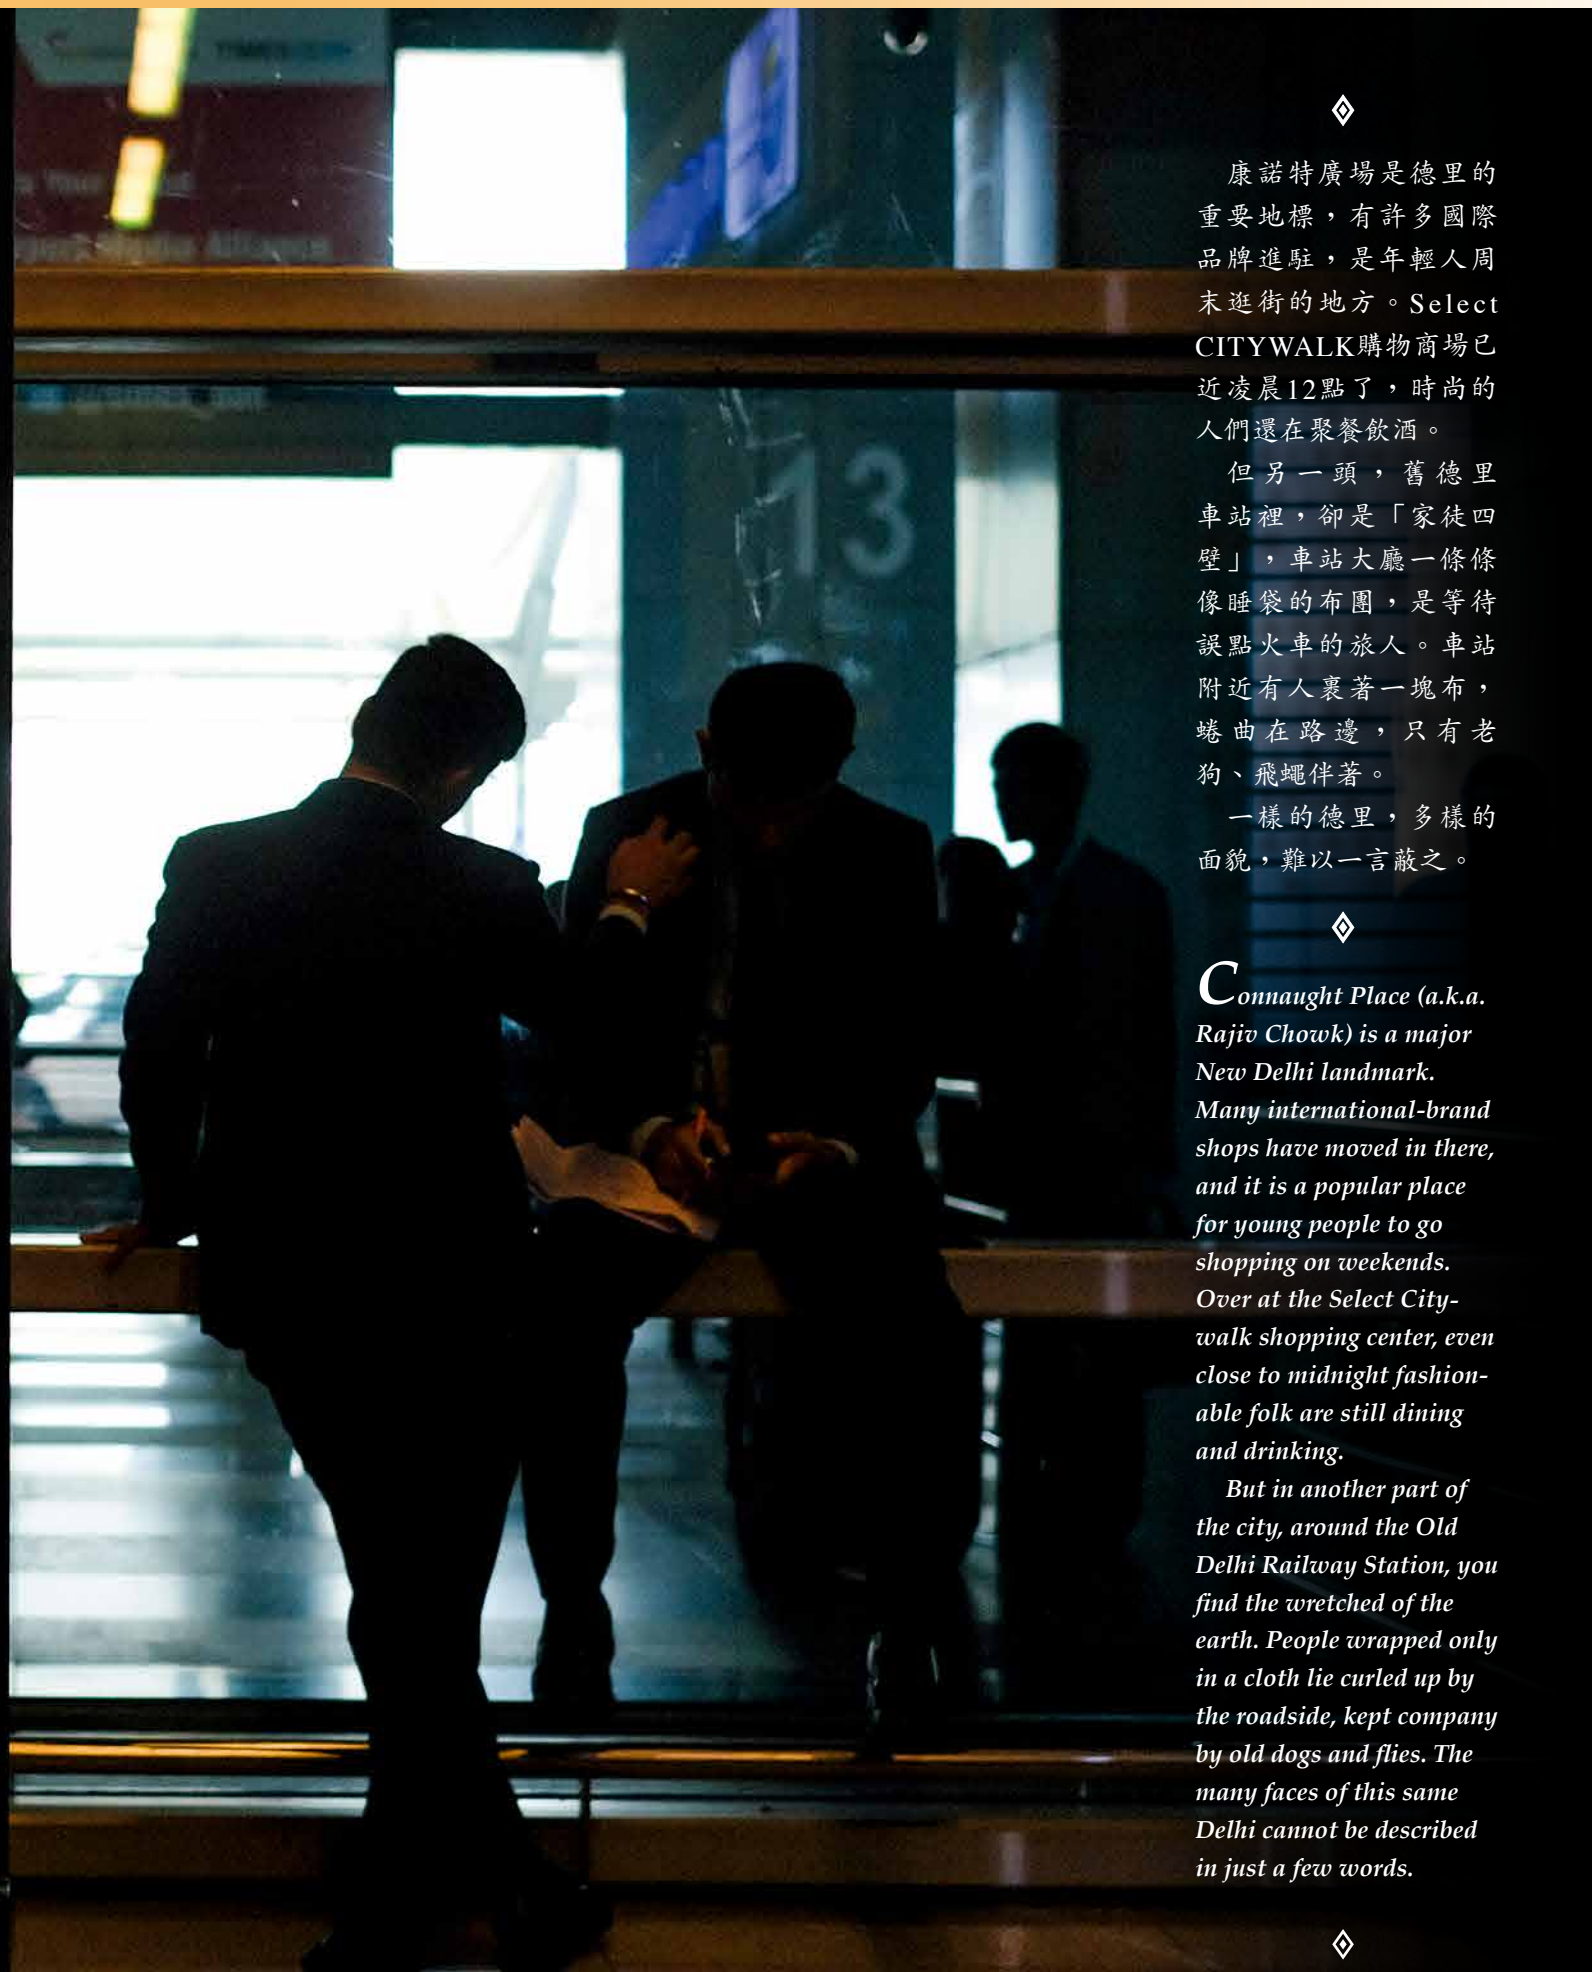 13
康諾特廣場是德里的
重要地標，有許多國際
品牌進駐，是年輕人周
末逛街的地方。Select
CITYWALK購物商場已
近凌晨12點了，時尚的
人們還在聚餐飲酒。
但另一頭，舊德里
車站裡，卻是「家徒四
壁」，車站大廳一條條
像睡袋的布團，是等待
誤點火車的旅人。車站
附近有人裹著一塊布，
蜷曲在路邊，只有老
狗、飛蠅伴著。
一樣的德里，多樣的
面貌，難以一言蔽之。
Connaught Place (a.k.a.
Rajiv Chowk) is a major
New Delhi landmark.
Many international-brand
shops have moved in there,
and it is a popular place
for young people to go
shopping on weekends.
Over at the Select City-
walk shopping center, even
close to midnight fashion-
able folk are still dining
and drinking.
But in another part of
the city, around the Old
Delhi Railway Station, you
find the wretched of the
earth. People wrapped only
in a cloth lie curled up by
the roadside, kept company
by old dogs and flies. The
many faces of this same
Delhi cannot be described
in just a few words.